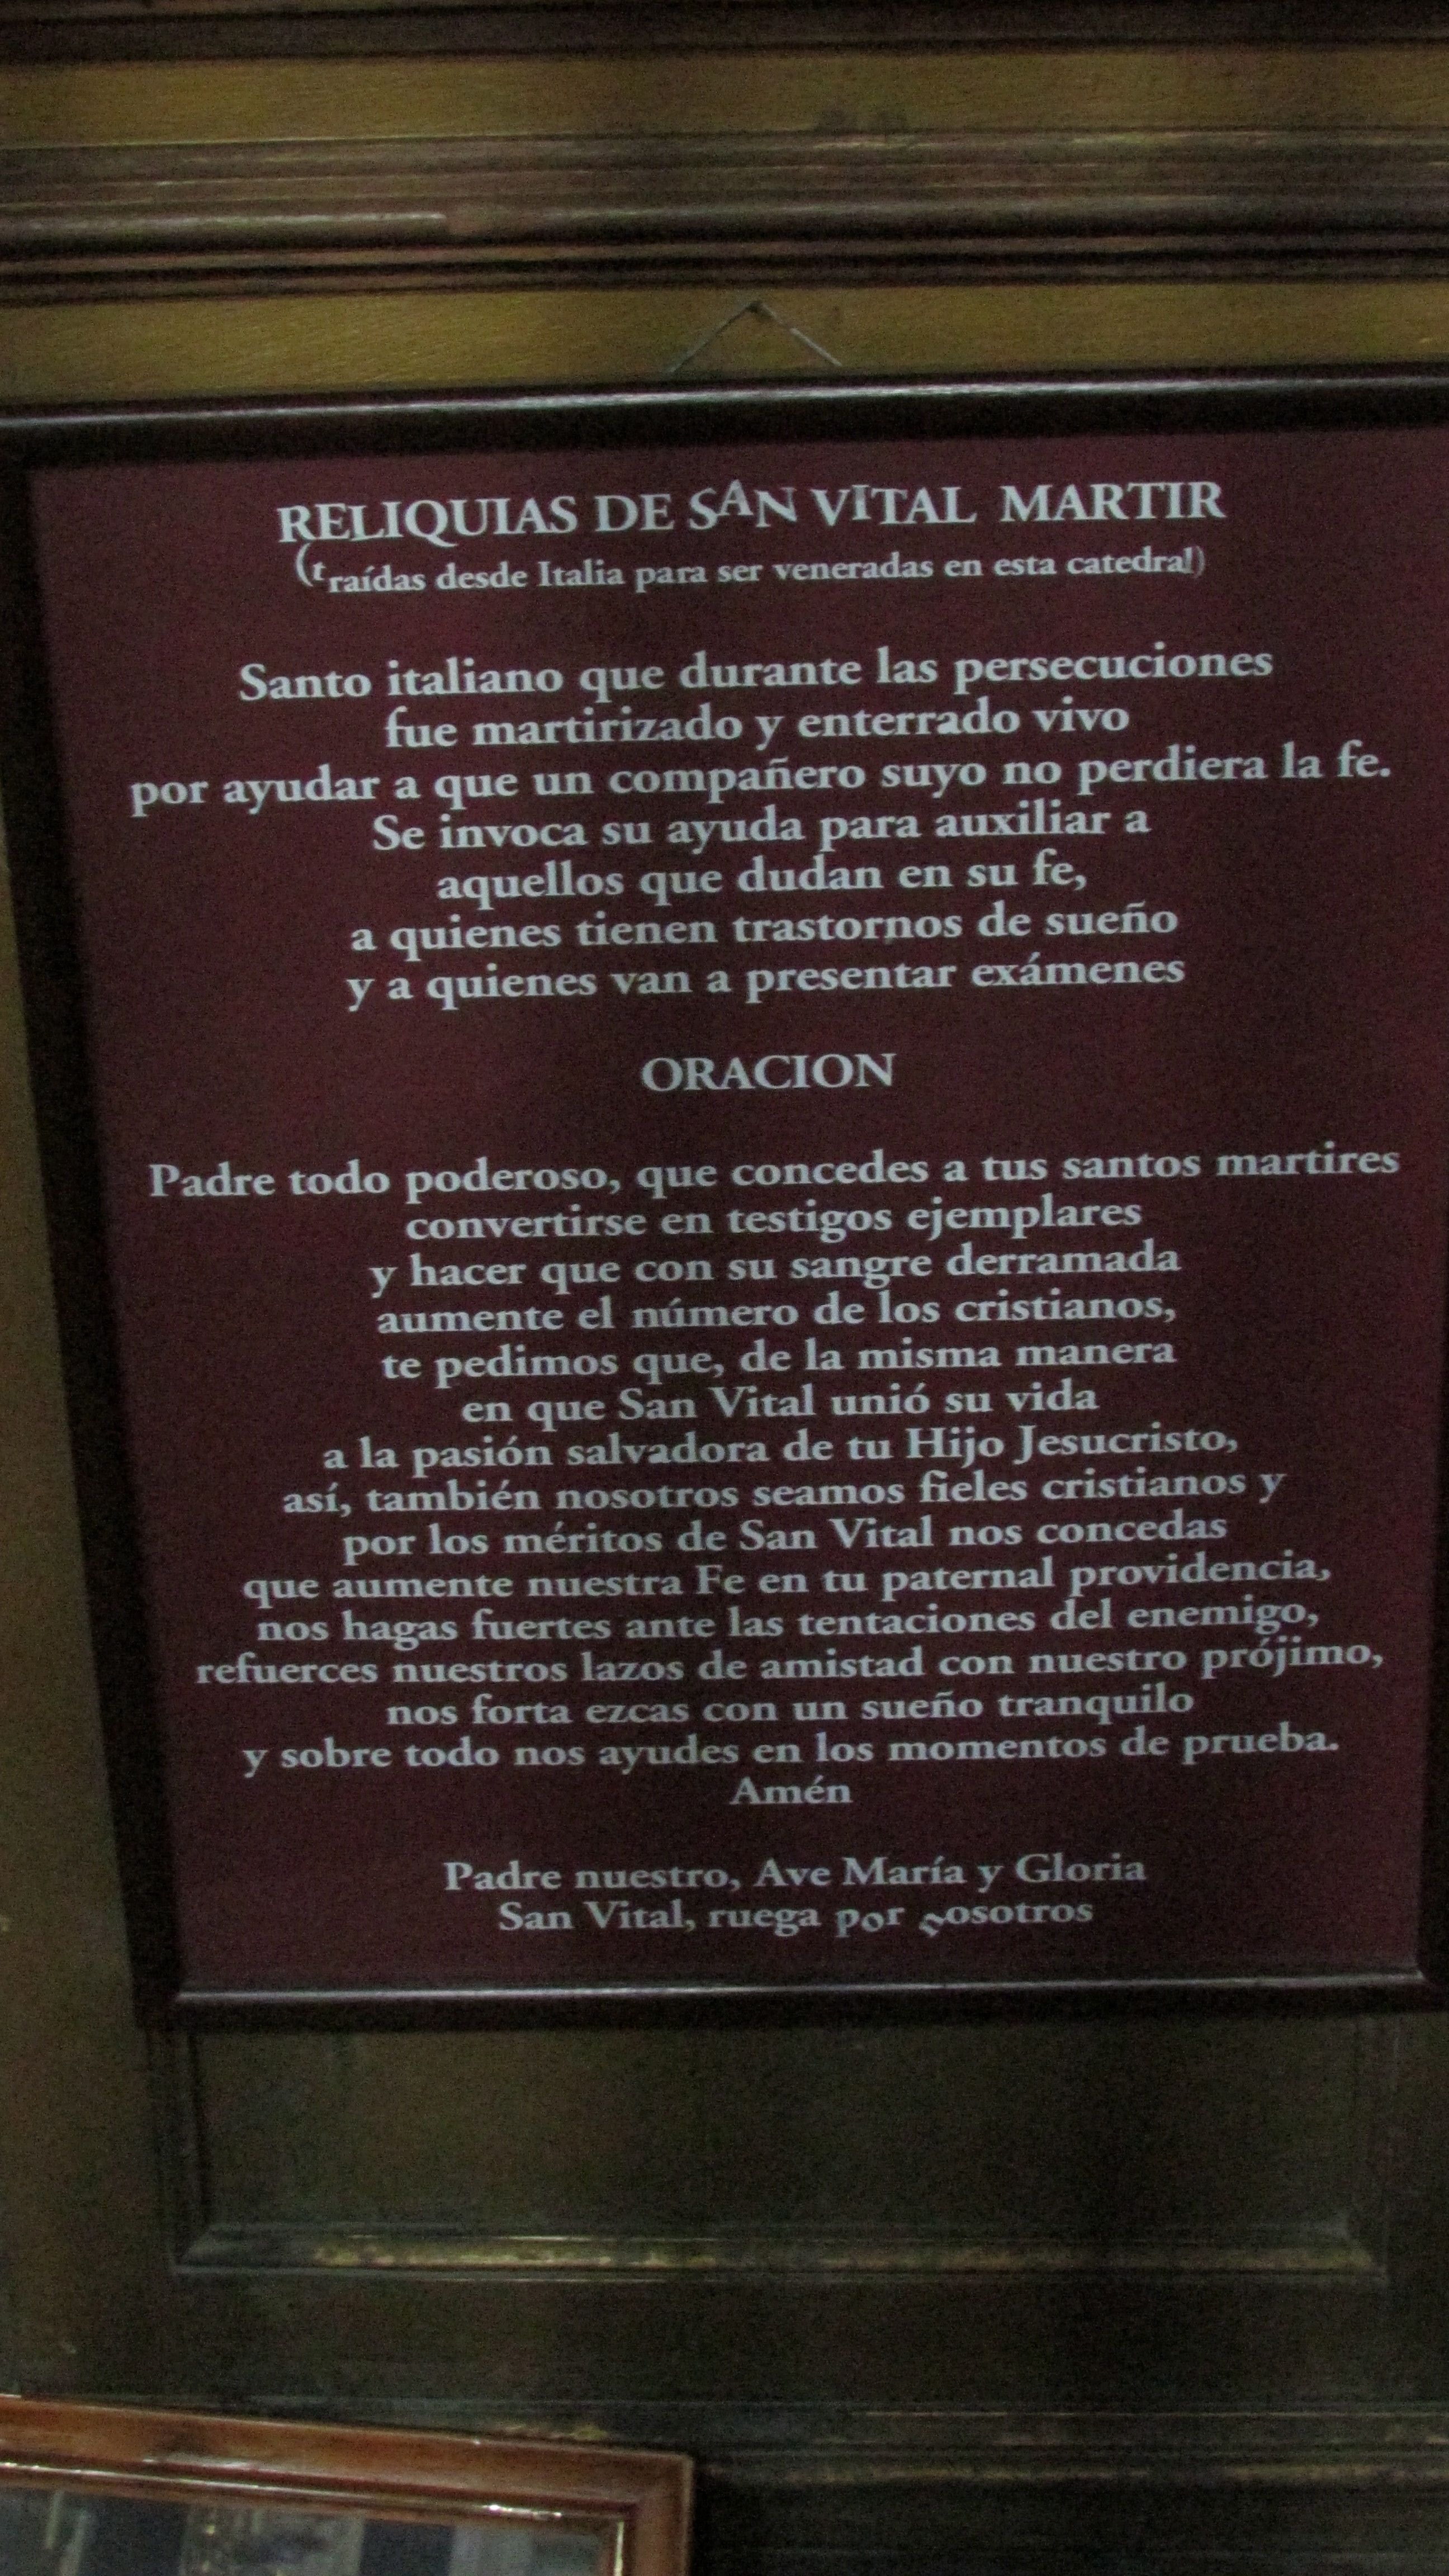 RELIQUIAS DE SAN VITAL MARTIR
(traídas desde Italia para ser veneradas en esta catedral)
Santo italiano que durante las persecuciones
fue martirizado y enterrado vivo
por ayudar a que un compañero suyo no perdiera la fe.
Se invoca su ayuda para auxiliar a
aquellos que dudan en su fe,
a quienes tienen trastornos de sueño
y a quienes van a presentar exámenes
ORACION
Padre todo poderoso, que concedes a tus santos martires
convertirse en testigos ejemplares
y hacer que con su sangre derramada
aumente el número de los cristianos,
te pedimos que, de la misma manera
en que San Vital unió su vida
a la pasión salvadora de tu Hijo Jesucristo,
así, también nosotros seamos fieles cristianos y
por los méritos de San Vital nos concedas
que aumente nuestra Fe en tu paternal providencia,
nos hagas fuertes ante las tentaciones del enemigo,
refuerces nuestros lazos de amistad con nuestro prójimo,
nos forta ezcas con un sueño tranquilo
y sobre todo nos ayudes en los momentos de prueba.
Amén
Padre nuestro, Ave María y Gloria
San Vital, ruega por nosotros